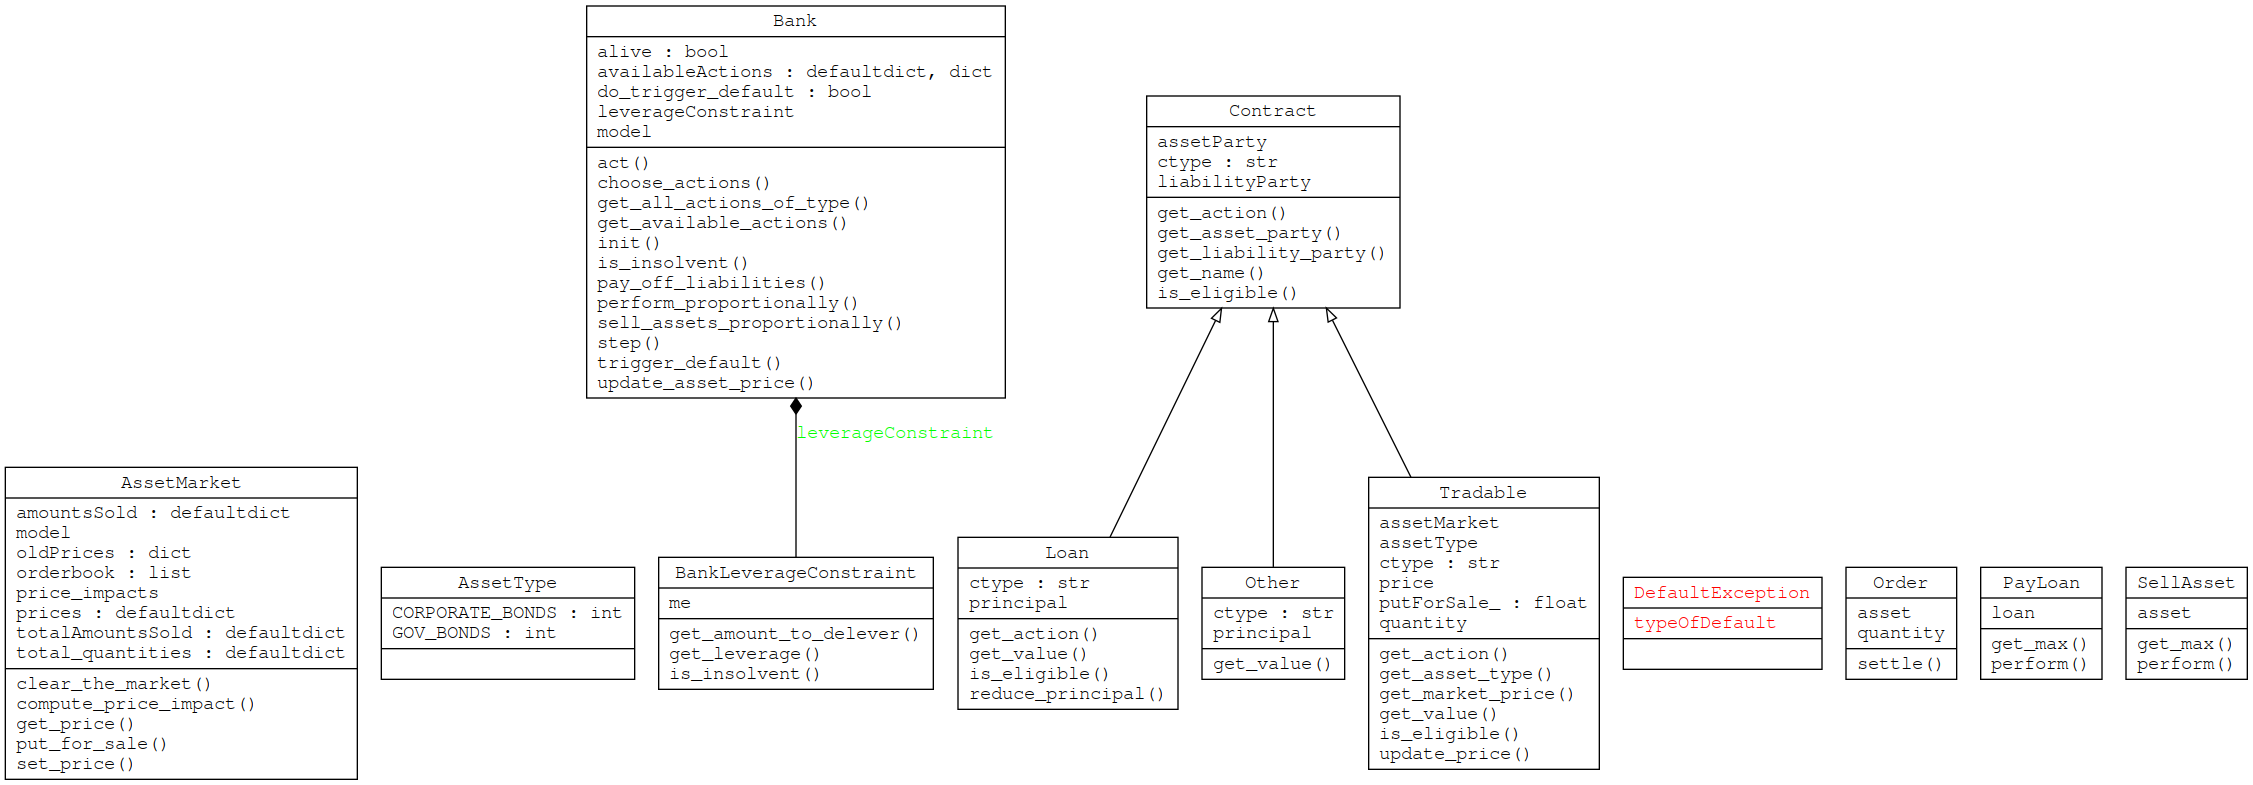 Bank
alive : bool
availableActions : defaultdict, dict
do_trigger_default : bool
leverageConstraint
model
act()
choose_actions()
get_all_actions_of_type()
get_available_actions()
init()
is_insolvent()
pay_off_liabilities()
perform_proportionally()
sell_assets_proportionally()
step()
trigger_default()
update_asset_price()
Contract
assetParty
ctype : str
liabilityParty
get_action()
get_asset_party()
get_liability_party()
get_name()
is_eligible()
leverageConstraint
AssetMarket
amountsSold : defaultdict
model
oldPrices : dict
orderbook : list
price_impacts
prices : defaultdict
totalAmountsSold : defaultdict
total_quantities : defaultdict
clear_the_market()
compute_price_impact()
get_price()
put_for_sale()
set_price()
AssetType
CORPORATE_BONDS : int
GOV_BONDS : int
BankLeverageConstraint
me
get_amount_to_delever()
get_leverage()
is_insolvent()
Loan
ctype : str
principal
get_action()
get_value()
is_eligible()
reduce_principal()
Other
ctype : str
principal
get_value()
Tradable
assetMarket
assetType
ctype : str
price
putForSale_ : float
quantity
get_action()
get_asset_type()
get_market_price()
get_value()
is_eligible()
update_price()
DefaultException
typeOfDefault
Order
asset
quantity
settle()
PayLoan
loan
get_max()
perform()
SellAsset
asset
get_max()
perform()